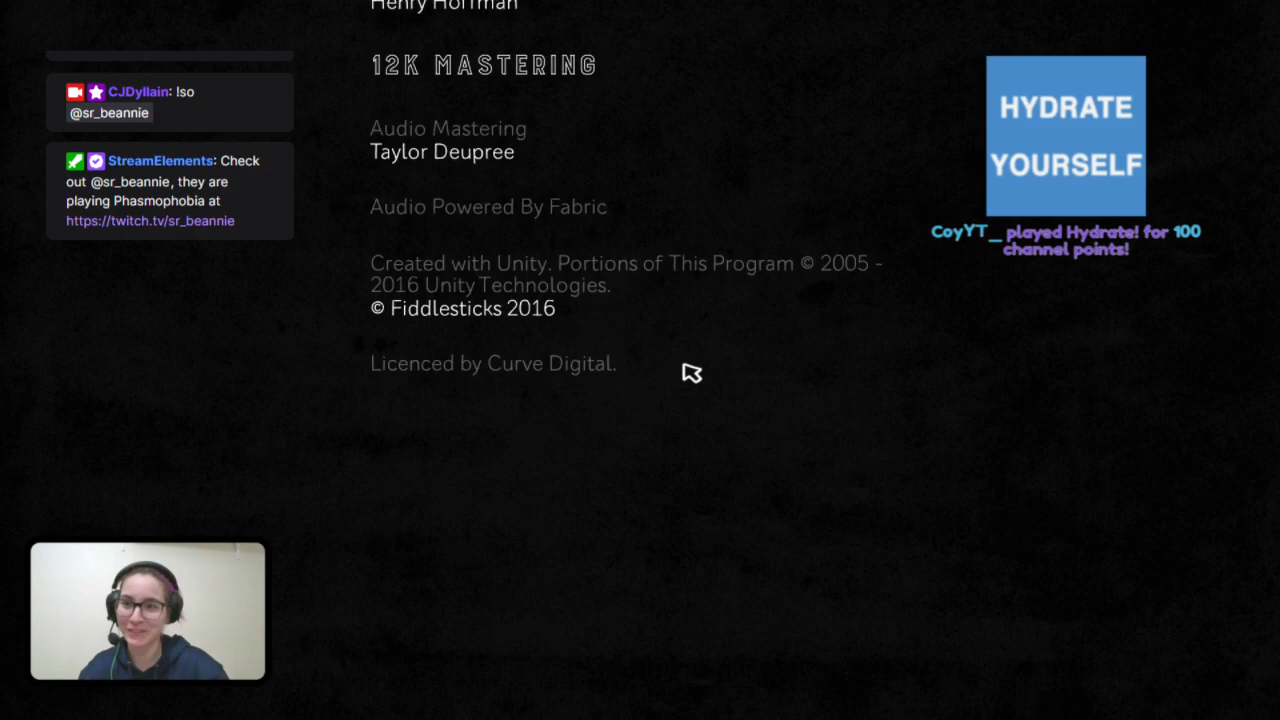 Henry Hoffman
12K MASTERING
Audio Mastering
Taylor Deupree
Audio Powered By Fabric
Created with Unity. Portions of This Program © 2005 -
2016 Unity Technologies.
© Fiddlesticks 2016
Licenced by Curve Digital.
CJDyllain: !so
@sr_beannie
StreamElements: Check
out @sr_beannie, they are
playing Phasmophobia at
https://twitch.tv/sr_beannie
HYDRATE
YOURSELF
CoyYT_ played Hydrate! for 100
channel points!